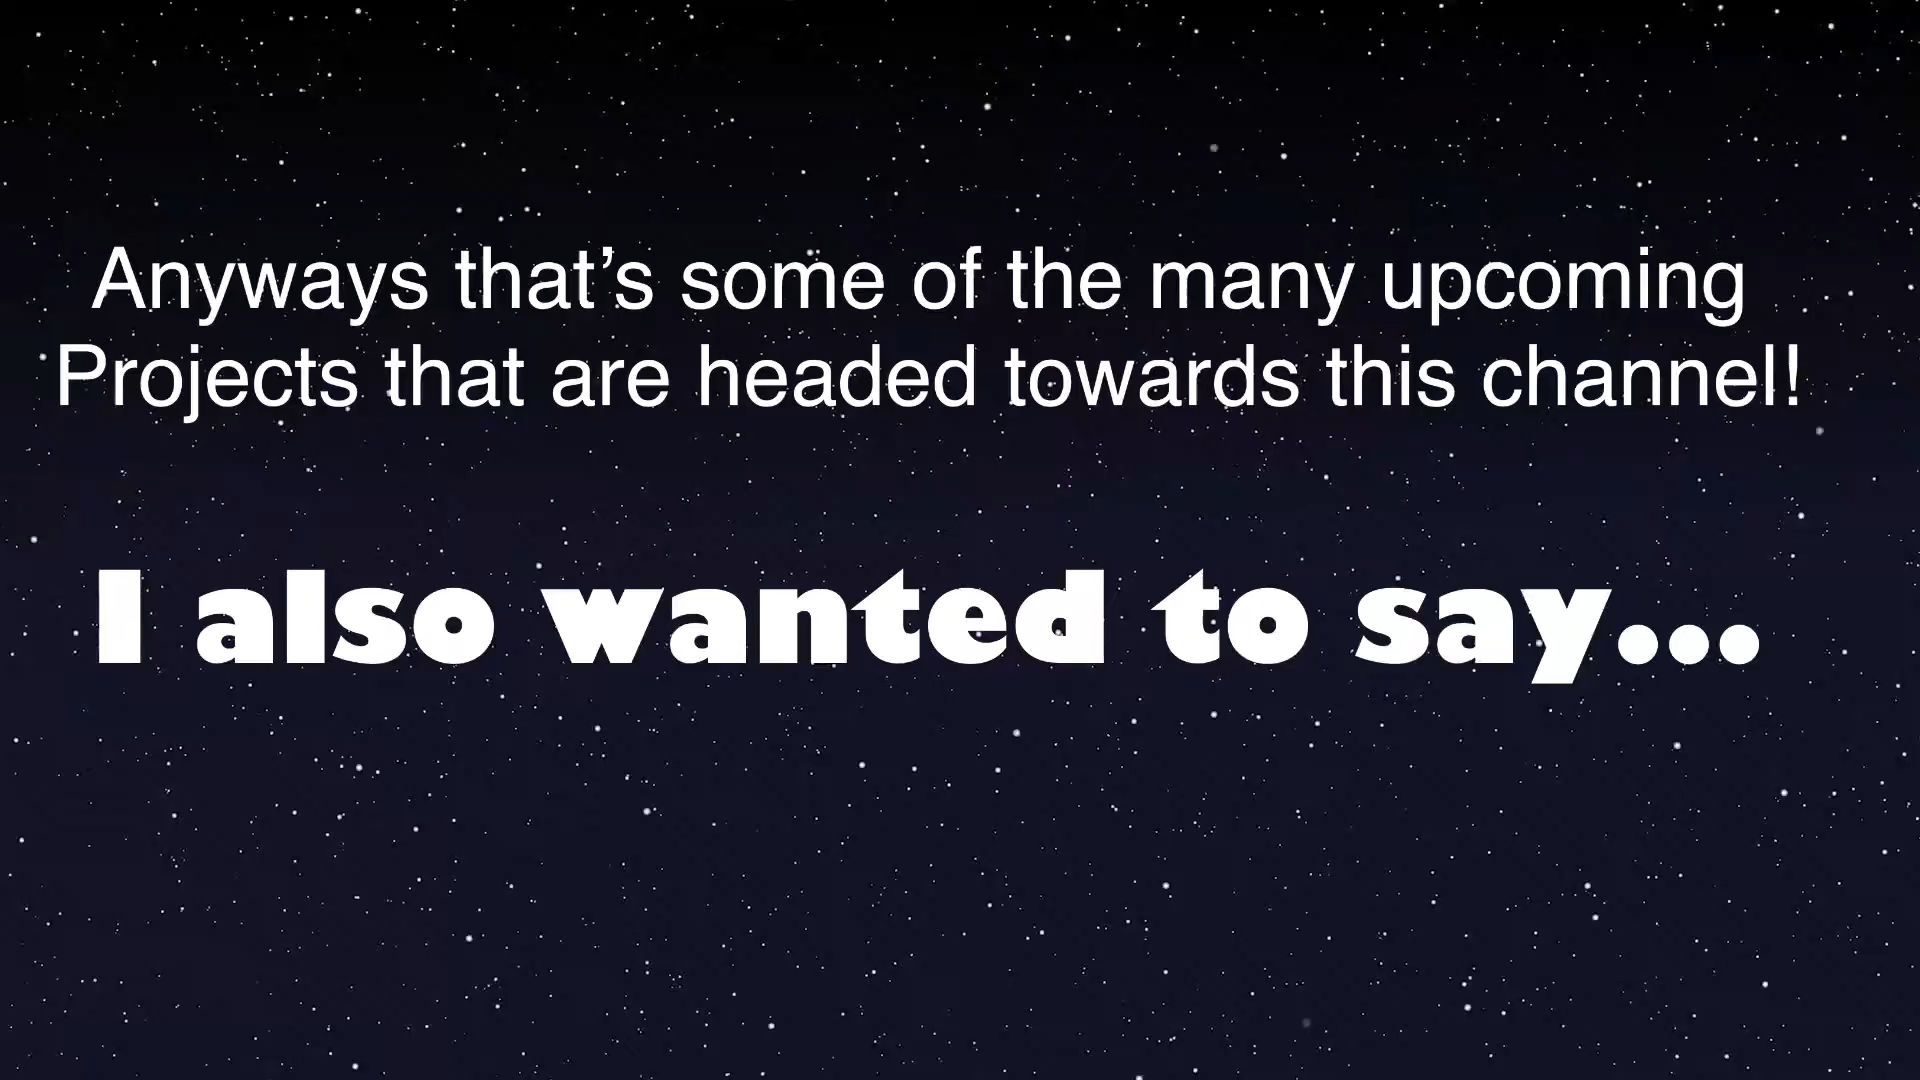 Anyways that’s some of the many upcoming
Projects that are headed towards this channel!
I also wanted to say...